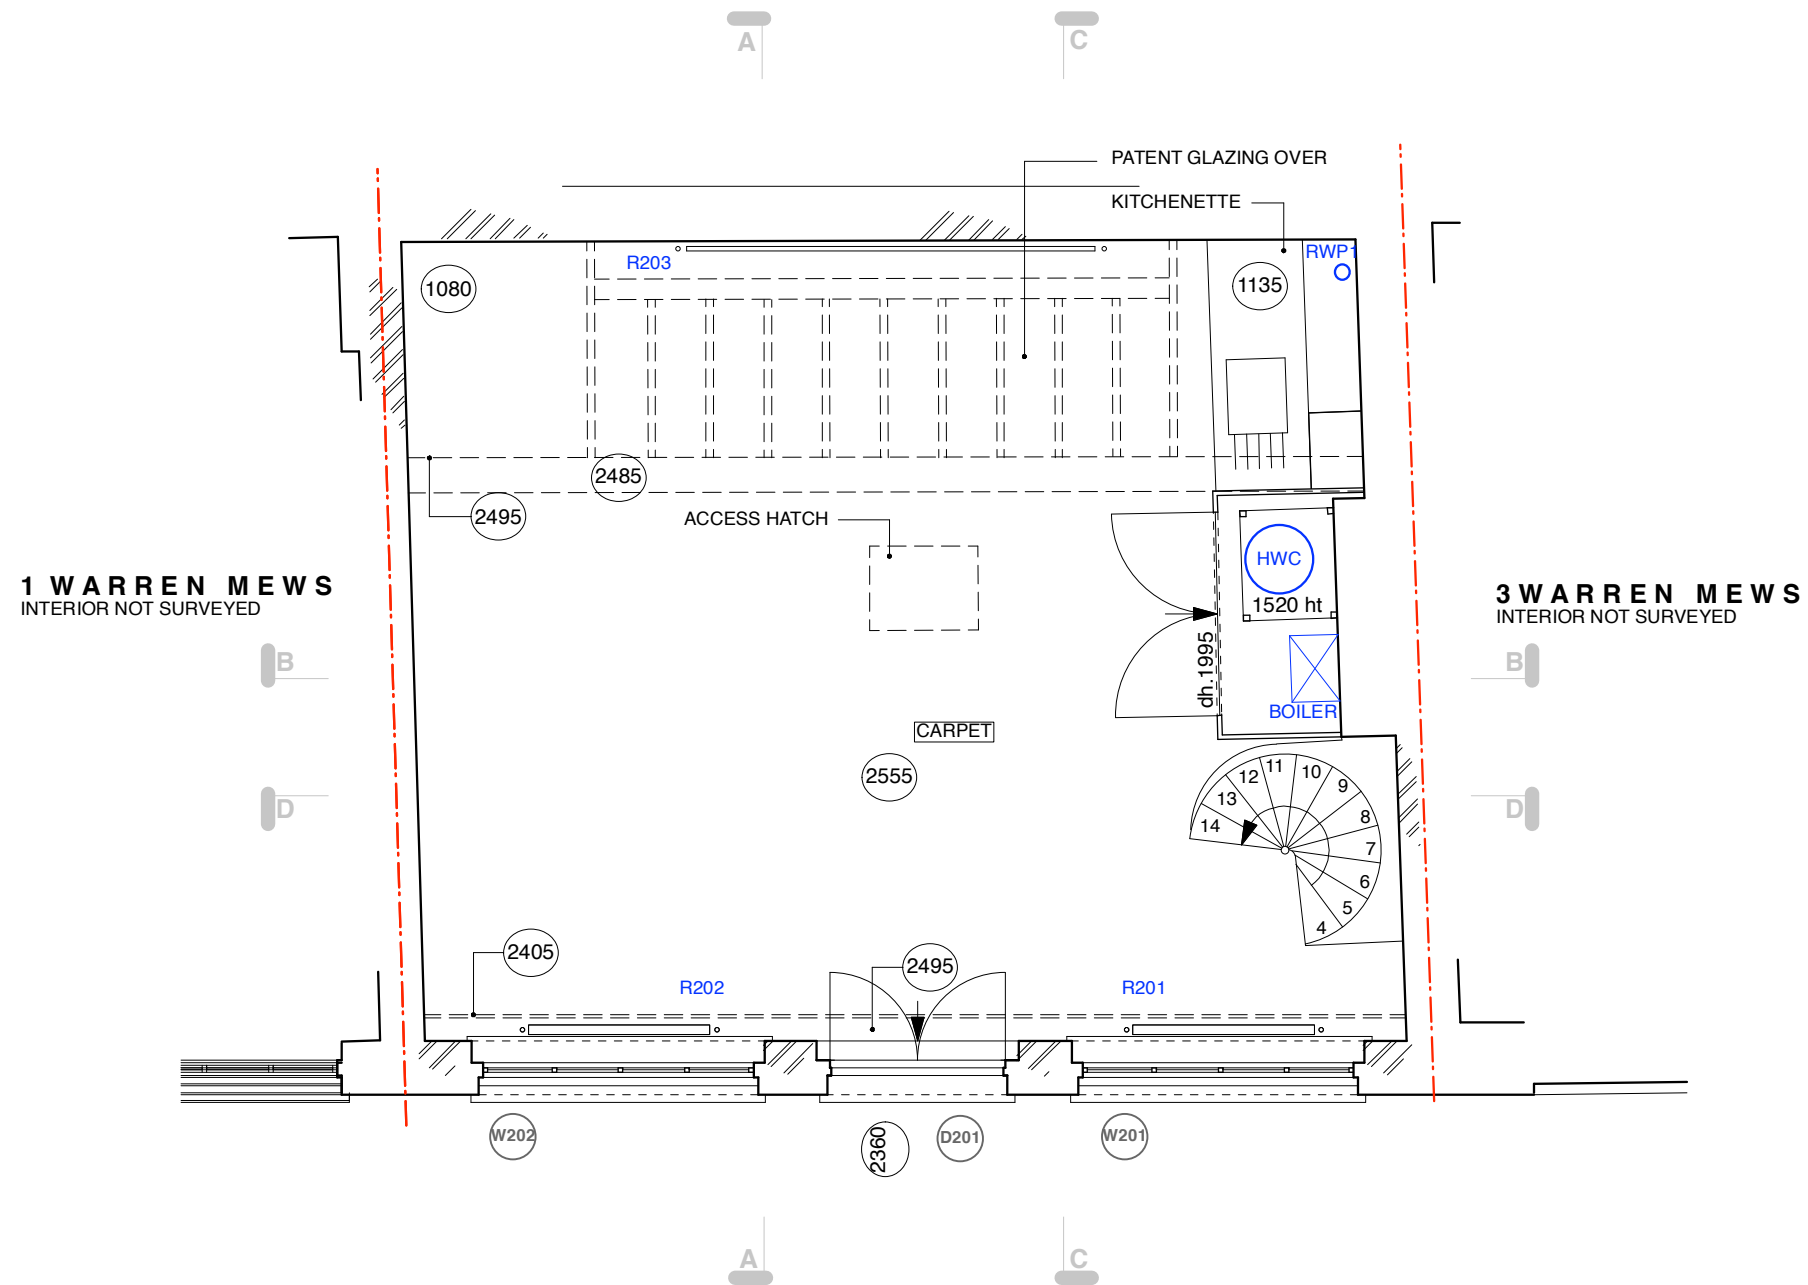 A
C
PATENT GLAZING OVER
KITCHENETTE
R203
RWP1
1080
1135
2485
2495
ACCESS HATCH
HWC
1520 ht
1 WARREN MEWS
INTERIOR NOT SURVEYED
3 WARREN MEWS
INTERIOR NOT SURVEYED
B
B
dh.1995
BOILER
CARPET
2555
D
D
14
13
12
11
10
9
8
7
6
5
4
2405
2495
R202
R201
W202
2360
D201
W201
A
C